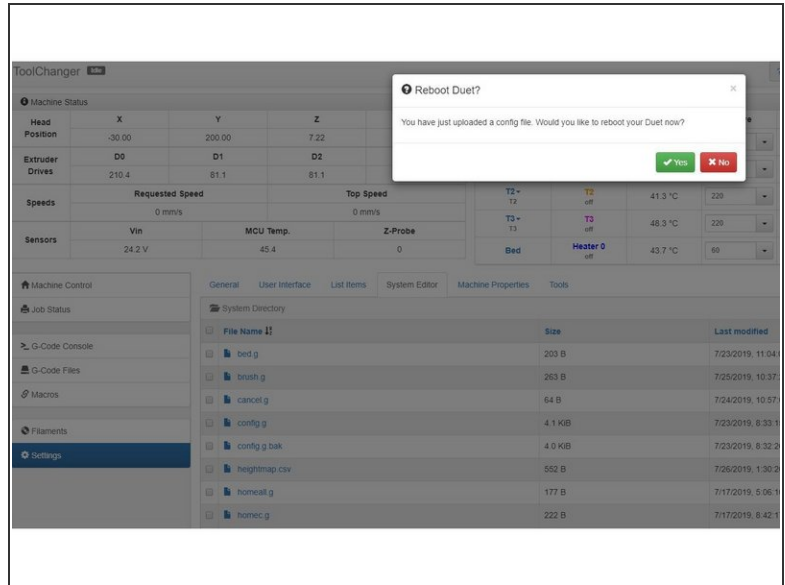 ToolChanger Idle
Reboot Duet?
×
You have just uploaded a config file. Would you like to reboot your Duet now?
Yes No
Machine Status
Head Position X Y Z
-30.00 200.00 7.22
Extruder Drives D0 D1 D2
210.4 81.1 81.1
Speeds Requested Speed Top Speed
0 mm/s 0 mm/s
Sensors Vin MCU Temp. Z-Probe
24.2 V 45.4 0
T2 T2 41.3 °C 220
T2 off
T3 T3 48.3 °C 220
T3 off
Bed Heater 0 43.7 °C 60
off
Machine Control
Job Status
G-Code Console
G-Code Files
Macros
Filaments
Settings
General User Interface List Items System Editor Machine Properties Tools
System Directory
File Name Size Last modified
bed.g 203 B 7/23/2019, 11:04:
brush.g 263 B 7/25/2019, 10:37:
cancel.g 64 B 7/24/2019, 10:57:
config.g 4.1 KiB 7/23/2019, 8:33:1
config.g.bak 4.0 KiB 7/23/2019, 8:32:2
heightmap.csv 552 B 7/26/2019, 1:30:2
homeall.g 177 B 7/17/2019, 5:06:1
homec.g 222 B 7/17/2019, 8:42:1